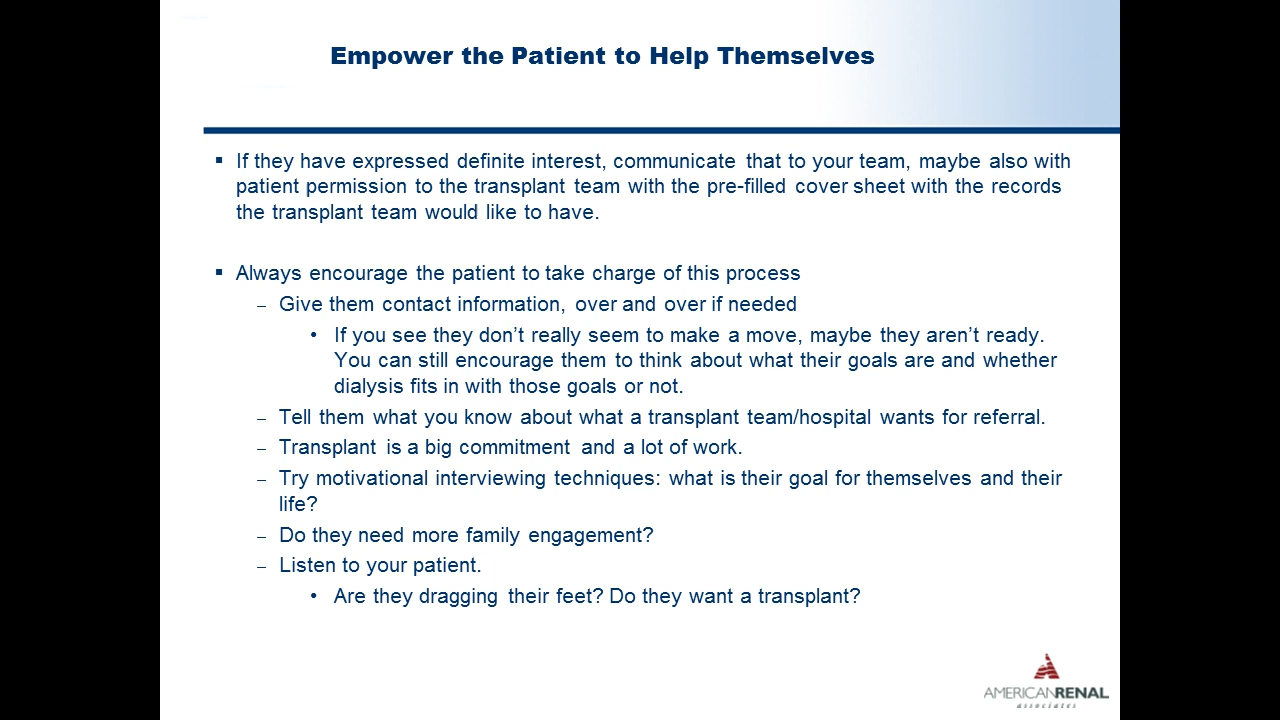 Empower the Patient to Help Themselves
▪ If they have expressed definite interest, communicate that to your team, maybe also with
patient permission to the transplant team with the pre-filled cover sheet with the records
the transplant team would like to have.
▪ Always encourage the patient to take charge of this process
– Give them contact information, over and over if needed
• If you see they don’t really seem to make a move, maybe they aren’t ready.
You can still encourage them to think about what their goals are and whether
dialysis fits in with those goals or not.
– Tell them what you know about what a transplant team/hospital wants for referral.
– Transplant is a big commitment and a lot of work.
– Try motivational interviewing techniques: what is their goal for themselves and their
life?
– Do they need more family engagement?
– Listen to your patient.
• Are they dragging their feet? Do they want a transplant?
AMERICAN RENAL
associates